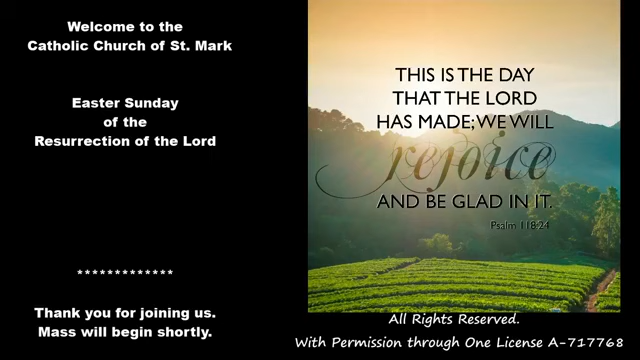 Welcome to the
Catholic Church of St. Mark
Easter Sunday
of the
Resurrection of the Lord
*************
Thank you for joining us.
Mass will begin shortly.
THIS IS THE DAY
THAT THE LORD
HAS MADE; WE WILL
rejoice
AND BE GLAD IN IT.
Psalm 118:24
All Rights Reserved.
With Permission through One License A-717768